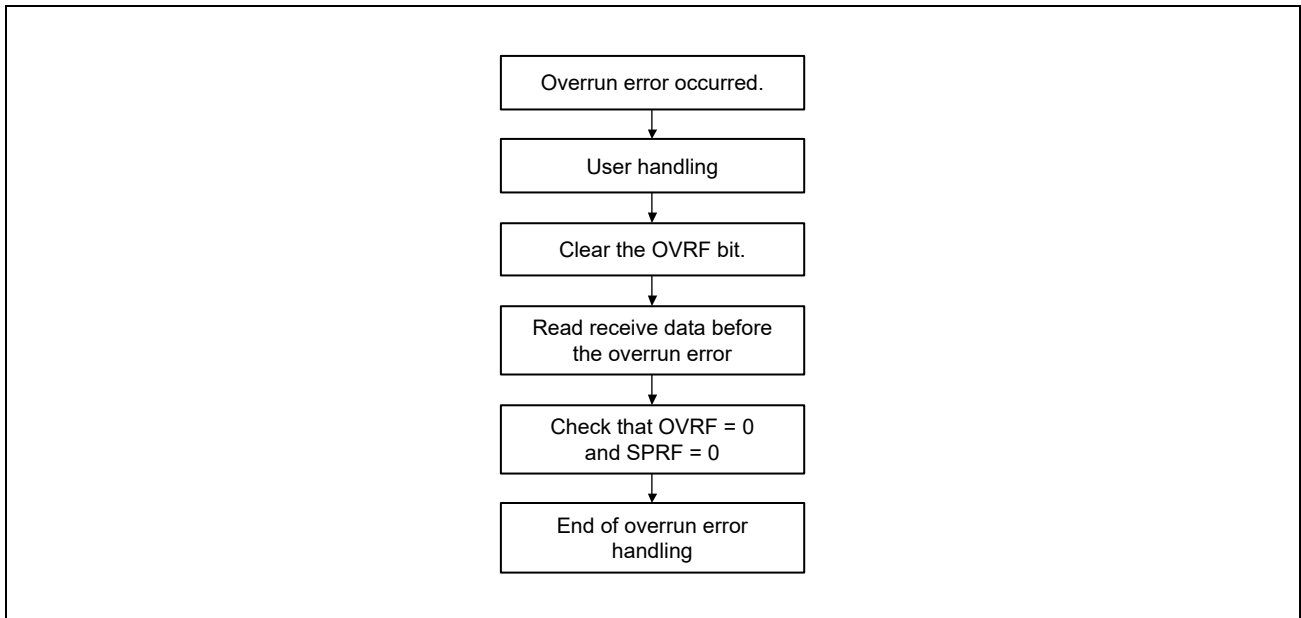 Overrun error occurred.
User handling
Clear the OVRF bit.
Read receive data before
the overrun error
Check that OVRF = 0
and SPRF = 0
End of overrun error
handling